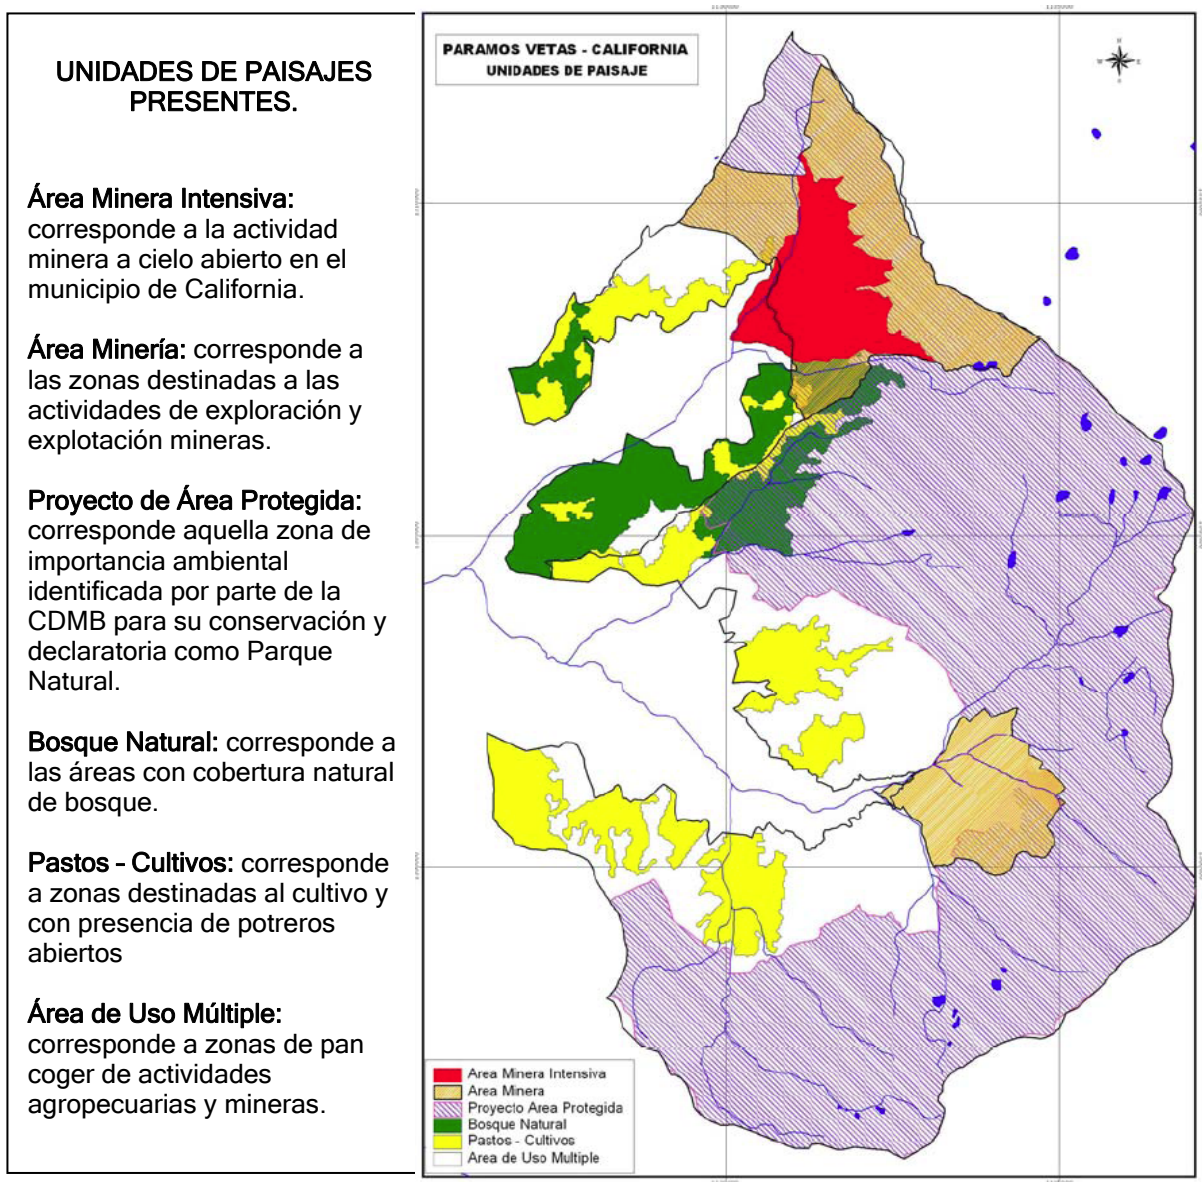 UNIDADES DE PAISAJES
PRESENTES.
Área Minera Intensiva:
corresponde a la actividad
minera a cielo abierto en el
municipio de California.
Área Minería: corresponde a
las zonas destinadas a las
actividades de exploración y
explotación mineras.
Proyecto de Área Protegida:
corresponde aquella zona de
importancia ambiental
identificada por parte de la
CDMB para su conservación y
declaratoria como Parque
Natural.
Bosque Natural: corresponde a
las áreas con cobertura natural
de bosque.
Pastos - Cultivos: corresponde
a zonas destinadas al cultivo y
con presencia de potreros
abiertos
Área de Uso Múltiple:
corresponde a zonas de pan
coger de actividades
agropecuarias y mineras.
PARAMOS VETAS - CALIFORNIA
UNIDADES DE PAISAJE
Area Minera Intensiva
Area Minera
Proyecto Area Protegida
Bosque Natural
Pastos - Cultivos
Area de Uso Multiple